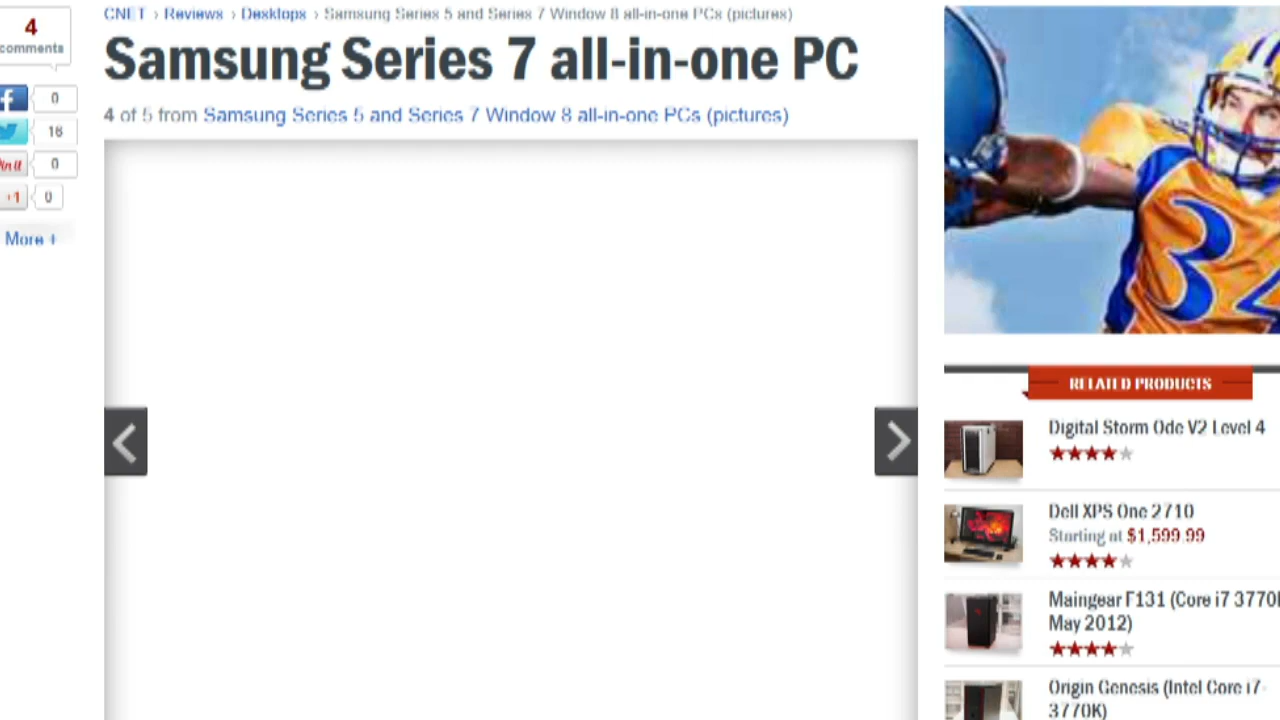 4
comments
0
16
0
+1
0
More +
CNET › Reviews › Desktops › Samsung Series 5 and Series 7 Window 8 all-in-one PCs (pictures)
Samsung Series 7 all-in-one PC
4 of 5 from Samsung Series 5 and Series 7 Window 8 all-in-one PCs (pictures)
34
RELATED PRODUCTS
Digital Storm Ode V2 Level 4
Dell XPS One 2710
Starting at $1,599.99
Maingear F131 (Core i7 3770
May 2012)
Origin Genesis (Intel Core i7-
3770K)